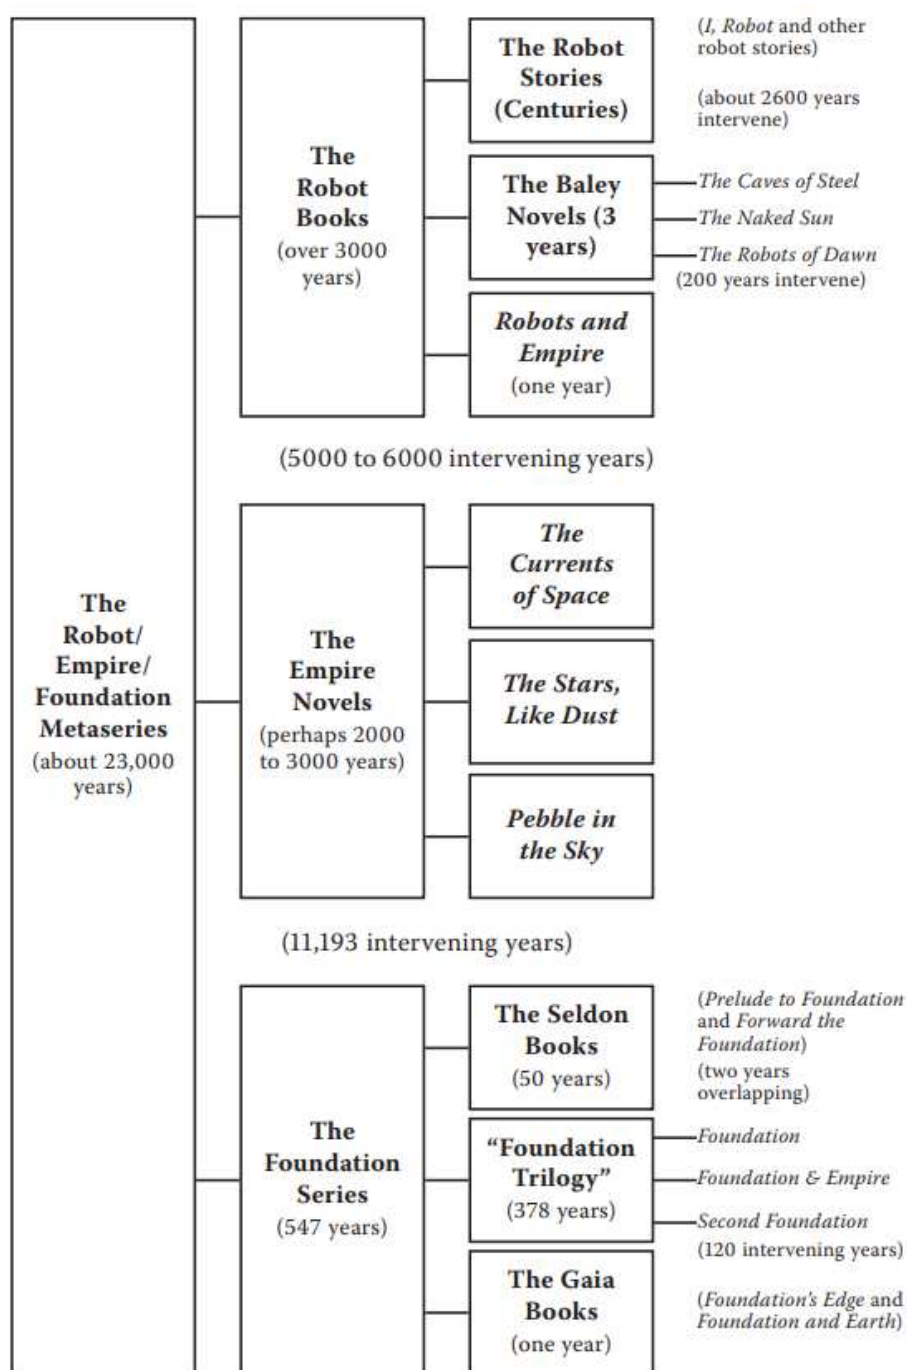 The
Robot/
Empire/
Foundation
Metaseries
(about 23,000
years)
The
Robot
Books
(over 3000
years)
The Robot
Stories
(Centuries)
(I, Robot and other
robot stories)
(about 2600 years
intervene)
The Baley
Novels (3
years)
The Caves of Steel
The Naked Sun
The Robots of Dawn
(200 years intervene)
Robots and
Empire
(one year)
(5000 to 6000 intervening years)
The
Empire
Novels
(perhaps 2000
to 3000 years)
The
Currents
of Space
The Stars,
Like Dust
Pebble in
the Sky
(11,193 intervening years)
The
Foundation
Series
(547 years)
The Seldon
Books
(50 years)
(Prelude to Foundation
and Forward the
Foundation)
(two years
overlapping)
“Foundation
Trilogy”
(378 years)
Foundation
Foundation & Empire
Second Foundation
(120 intervening years)
The Gaia
Books
(one year)
(Foundation's Edge and
Foundation and Earth)